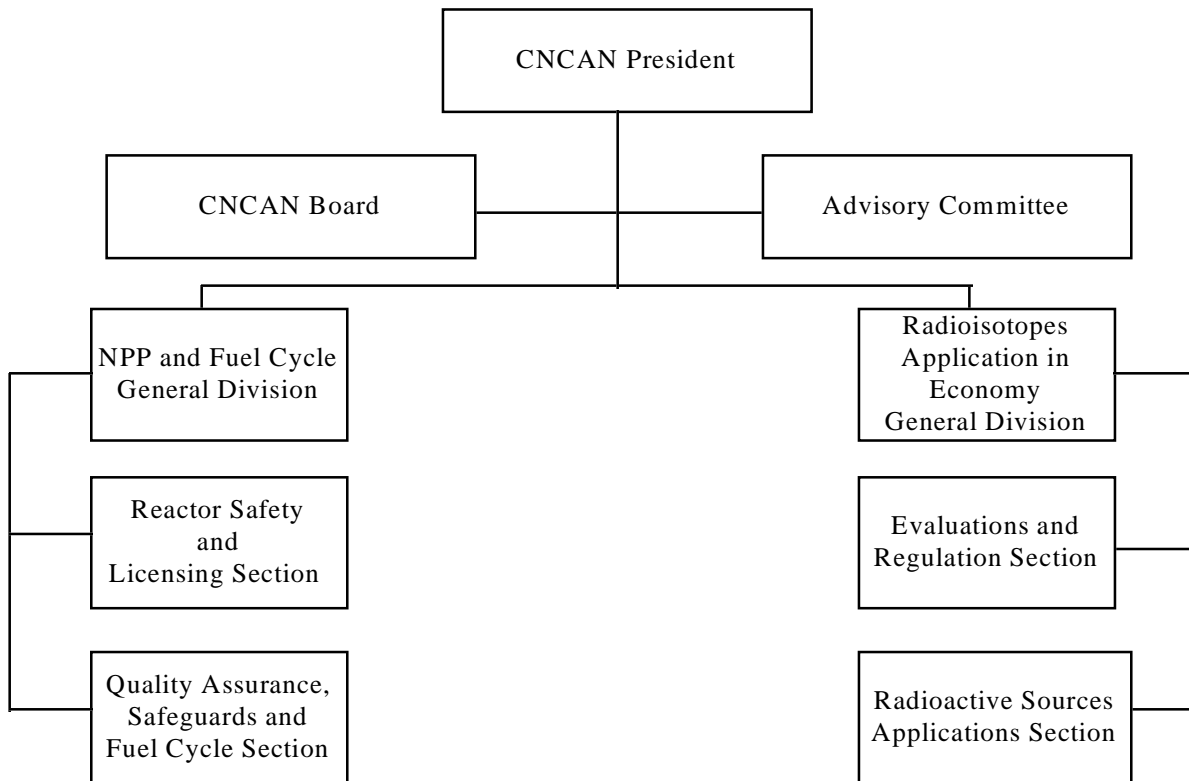 CNCAN President
CNCAN Board
Advisory Committee
NPP and Fuel Cycle
General Division
Radioisotopes
Application in
Economy
General Division
Reactor Safety
and
Licensing Section
Evaluations and
Regulation Section
Quality Assurance,
Safeguards and
Fuel Cycle Section
Radioactive Sources
Applications Section